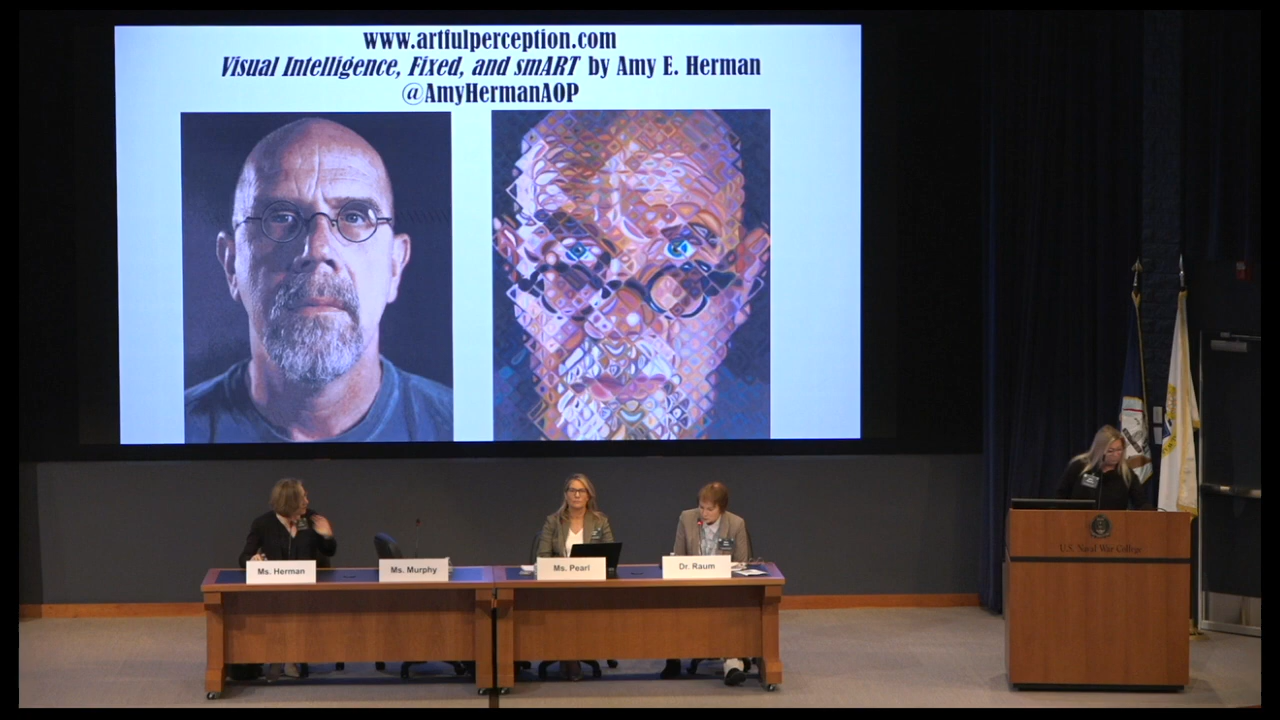 www.artfulperception.com
Visual Intelligence, Fixed, and smART by Amy E. Herman
@AmyHermanAOP
Ms. Herman
Ms. Murphy
Ms. Pearl
Dr. Raum
U.S. Naval War College